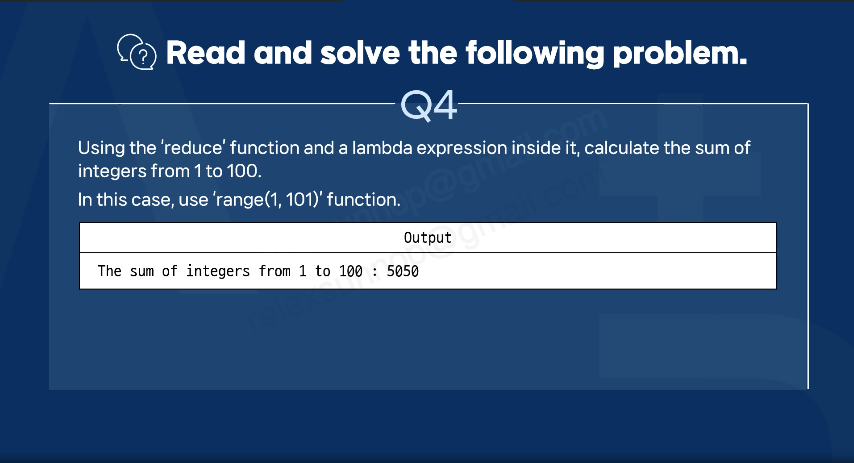 Read and solve the following problem.
Q4
Using the 'reduce' function and a lambda expression inside it, calculate the sum of
integers from 1 to 100.
In this case, use 'range(1, 101)' function.
Output
The sum of integers from 1 to 100 : 5050